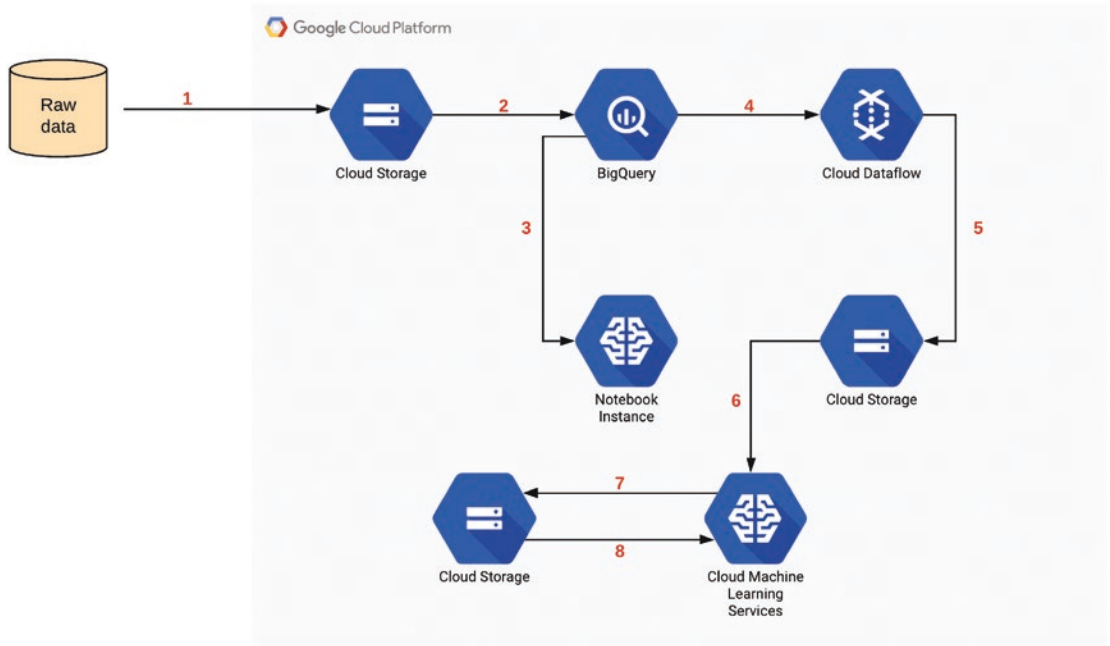 Google Cloud Platform
Raw
data
1
Cloud Storage
2
BigQuery
4
Cloud Dataflow
3
5
Notebook
Instance
Cloud Storage
6
7
8
Cloud Storage
Cloud Machine
Learning
Services